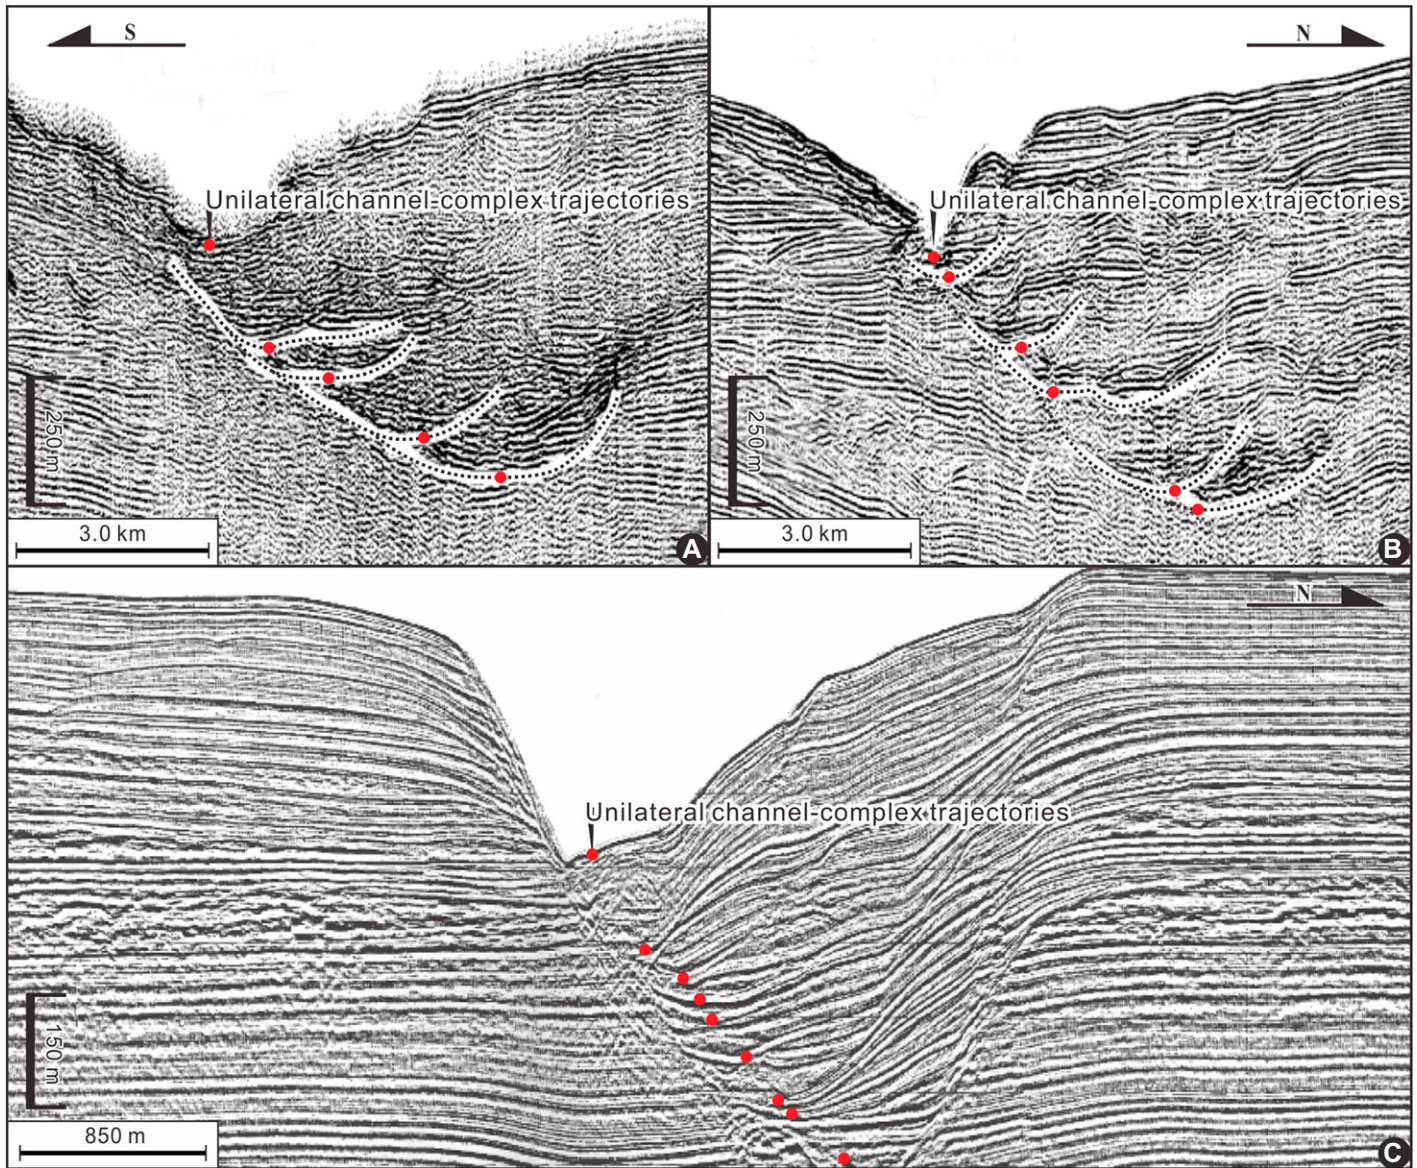 S
Unilateral channel-complex trajectories
250 m
3.0 km
A
N
Unilateral channel-complex trajectories
250 m
3.0 km
B
N
Unilateral channel-complex trajectories
150 m
850 m
C